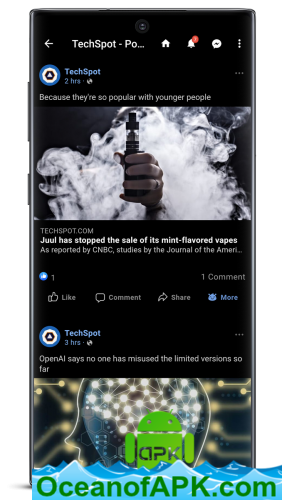 TechSpot - Po...
TechSpot
2 hrs ·
Because they're so popular with younger people
TECHSPOT.COM
Juul has stopped the sale of its mint-flavored vapes
As reported by CNBC, studies by the Journal of the Ameri...
1
1 Comment
Like
Comment
Share
More
TechSpot
3 hrs ·
OpenAI says no one has misused the limited versions so
far
APK
OceanofAPK.com